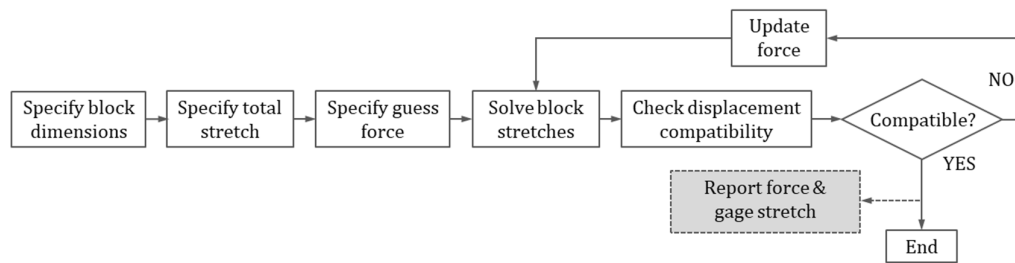 Update
force
Specify block
dimensions
Specify total
stretch
Specify guess
force
Solve block
stretches
Check displacement
compatibility
Compatible?
NO
YES
Report force &
gage stretch
End